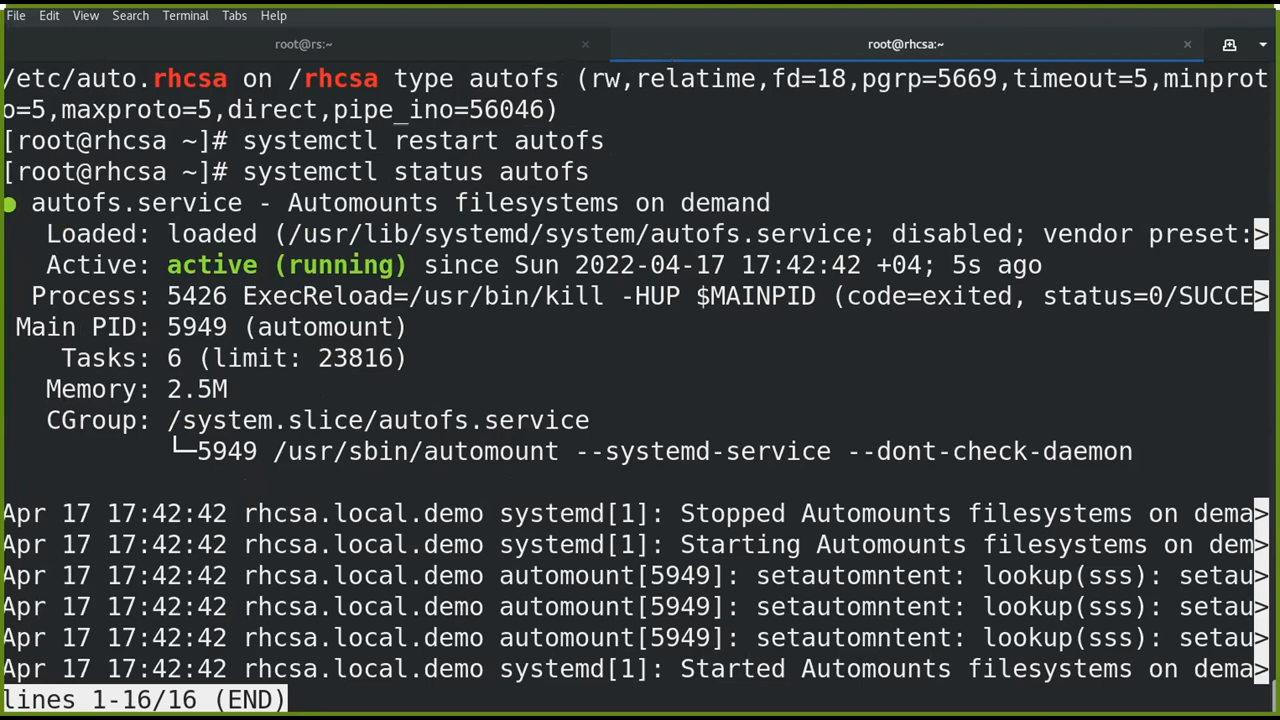 File Edit View Search Terminal Tabs Help
root@rs:~ × root@rhcsa:~ ×
/etc/auto.rhcsa on /rhcsa type autofs (rw,relatime,fd=18,pgrp=5669,timeout=5,minprot
o=5,maxproto=5,direct,pipe_ino=56046)
[root@rhcsa ~]# systemctl restart autofs
[root@rhcsa ~]# systemctl status autofs
● autofs.service - Automounts filesystems on demand
Loaded: loaded (/usr/lib/systemd/system/autofs.service; disabled; vendor preset:>
Active: active (running) since Sun 2022-04-17 17:42:42 +04; 5s ago
Process: 5426 ExecReload=/usr/bin/kill -HUP $MAINPID (code=exited, status=0/SUCCE>
Main PID: 5949 (automount)
Tasks: 6 (limit: 23816)
Memory: 2.5M
CGroup: /system.slice/autofs.service
└─5949 /usr/sbin/automount --systemd-service --dont-check-daemon
Apr 17 17:42:42 rhcsa.local.demo systemd[1]: Stopped Automounts filesystems on dema>
Apr 17 17:42:42 rhcsa.local.demo systemd[1]: Starting Automounts filesystems on dem>
Apr 17 17:42:42 rhcsa.local.demo automount[5949]: setautomntent: lookup(sss): setau>
Apr 17 17:42:42 rhcsa.local.demo automount[5949]: setautomntent: lookup(sss): setau>
Apr 17 17:42:42 rhcsa.local.demo automount[5949]: setautomntent: lookup(sss): setau>
Apr 17 17:42:42 rhcsa.local.demo systemd[1]: Started Automounts filesystems on dema>
lines 1-16/16 (END)